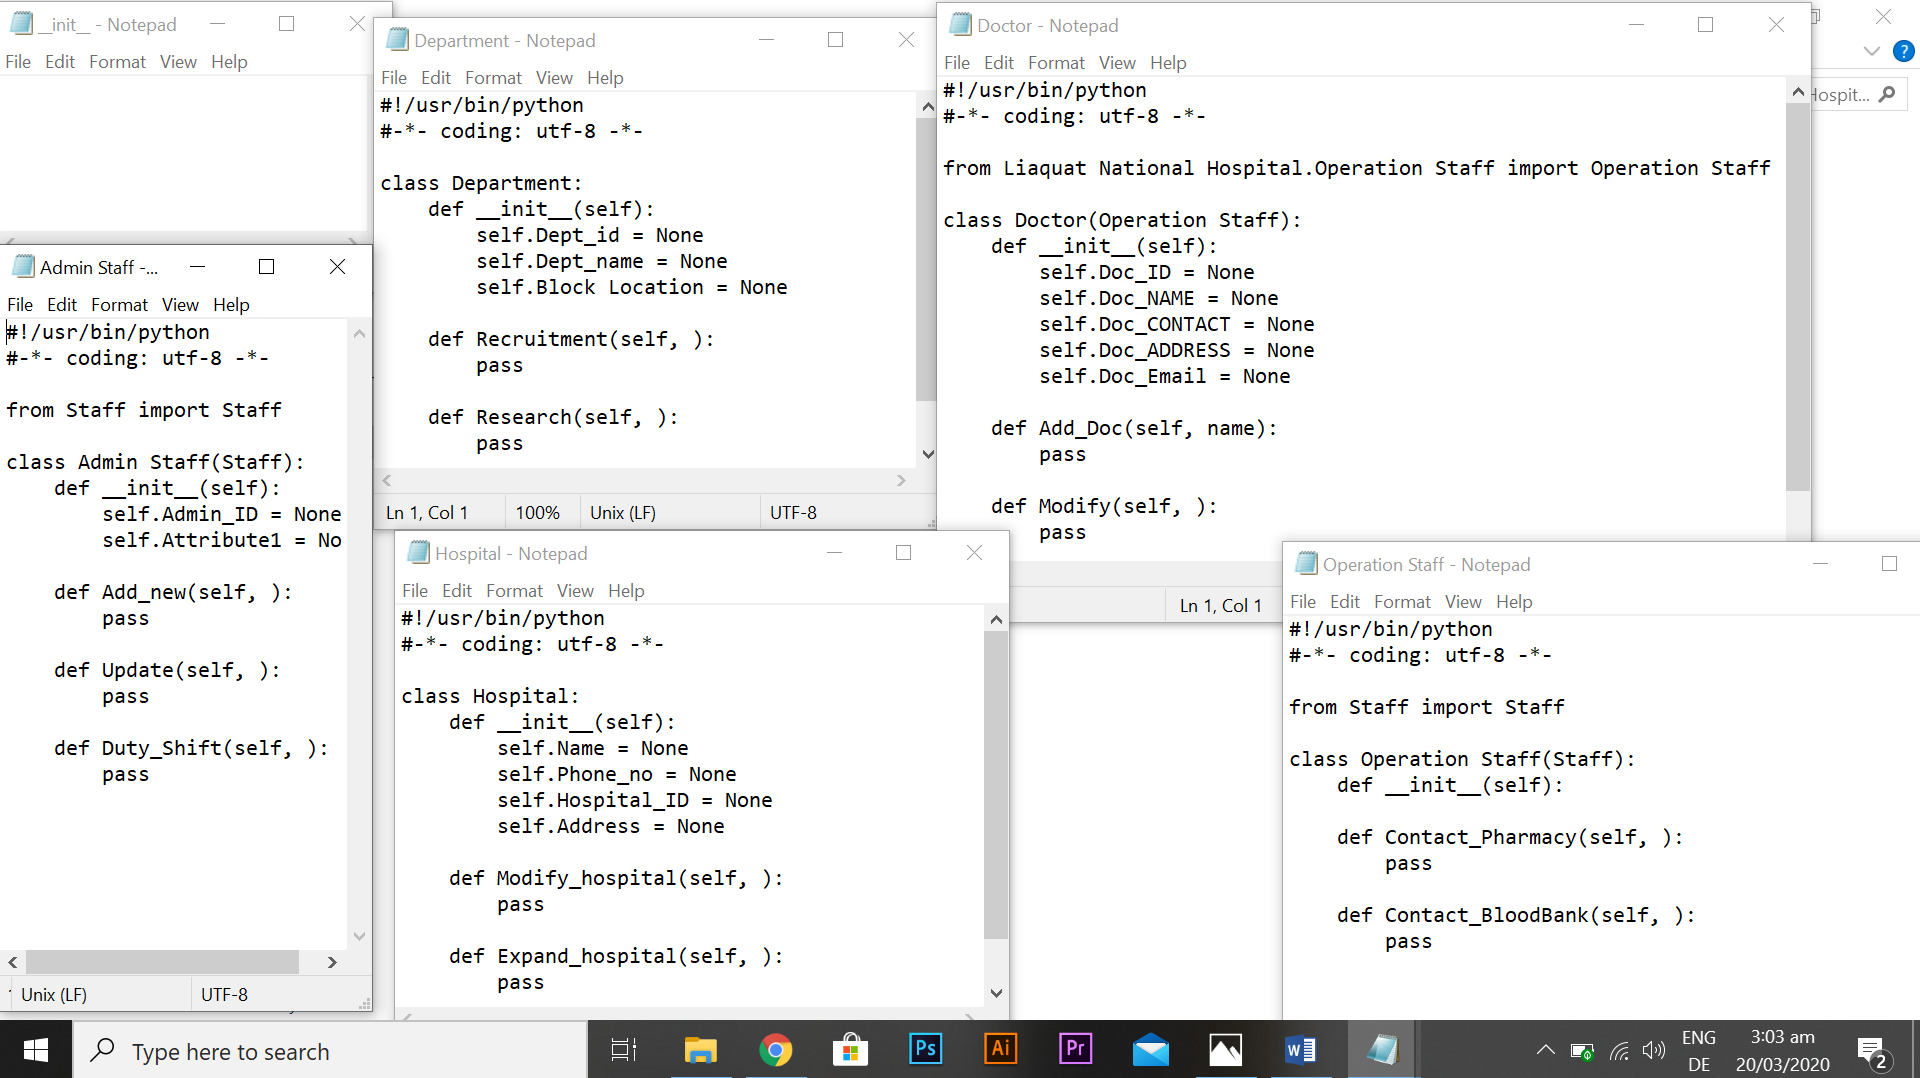 __init__ - Notepad
File Edit Format View Help
Department - Notepad
File Edit Format View Help
#!/usr/bin/python
#-*- coding: utf-8 -*-
class Department:
    def __init__(self):
        self.Dept_id = None
        self.Dept_name = None
        self.Block Location = None
    def Recruitment(self, ):
        pass
    def Research(self, ):
        pass
Ln 1, Col 1 100% Unix (LF) UTF-8
Doctor - Notepad
File Edit Format View Help
#!/usr/bin/python
#-*- coding: utf-8 -*-
from Liaquat National Hospital.Operation Staff import Operation Staff
class Doctor(Operation Staff):
    def __init__(self):
        self.Doc_ID = None
        self.Doc_NAME = None
        self.Doc_CONTACT = None
        self.Doc_ADDRESS = None
        self.Doc_Email = None
    def Add_Doc(self, name):
        pass
    def Modify(self, ):
        pass
Ln 1, Col 1
?
Hospit...
Admin Staff -...
File Edit Format View Help
#!/usr/bin/python
#-*- coding: utf-8 -*-
from Staff import Staff
class Admin Staff(Staff):
    def __init__(self):
        self.Admin_ID = None
        self.Attribute1 = No
    def Add_new(self, ):
        pass
    def Update(self, ):
        pass
    def Duty_Shift(self, ):
        pass
Unix (LF) UTF-8
Hospital - Notepad
File Edit Format View Help
#!/usr/bin/python
#-*- coding: utf-8 -*-
class Hospital:
    def __init__(self):
        self.Name = None
        self.Phone_no = None
        self.Hospital_ID = None
        self.Address = None
    def Modify_hospital(self, ):
        pass
    def Expand_hospital(self, ):
        pass
Operation Staff - Notepad
File Edit Format View Help
#!/usr/bin/python
#-*- coding: utf-8 -*-
from Staff import Staff
class Operation Staff(Staff):
    def __init__(self):
    def Contact_Pharmacy(self, ):
        pass
    def Contact_BloodBank(self, ):
        pass
Type here to search
Ps
Ai
Pr
W
ENG
DE
3:03 am
20/03/2020
2